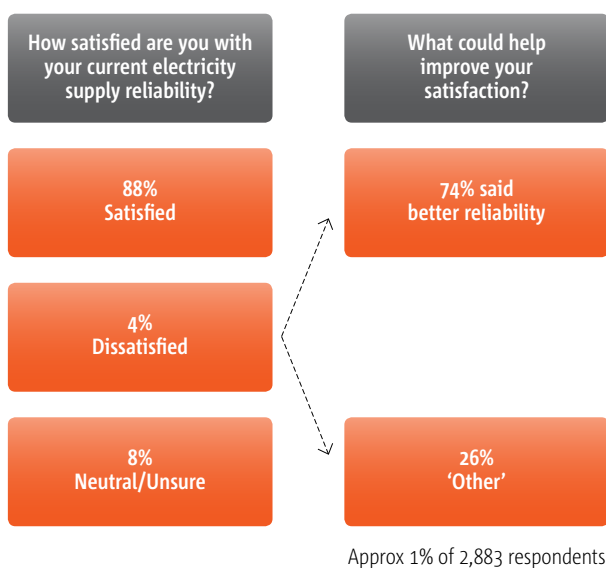 How satisfied are you with
your current electricity
supply reliability?
What could help
improve your
satisfaction?
88%
Satisfied
74% said
better reliability
4%
Dissatisfied
8%
Neutral/Unsure
26%
‘Other’
Approx 1% of 2,883 respondents